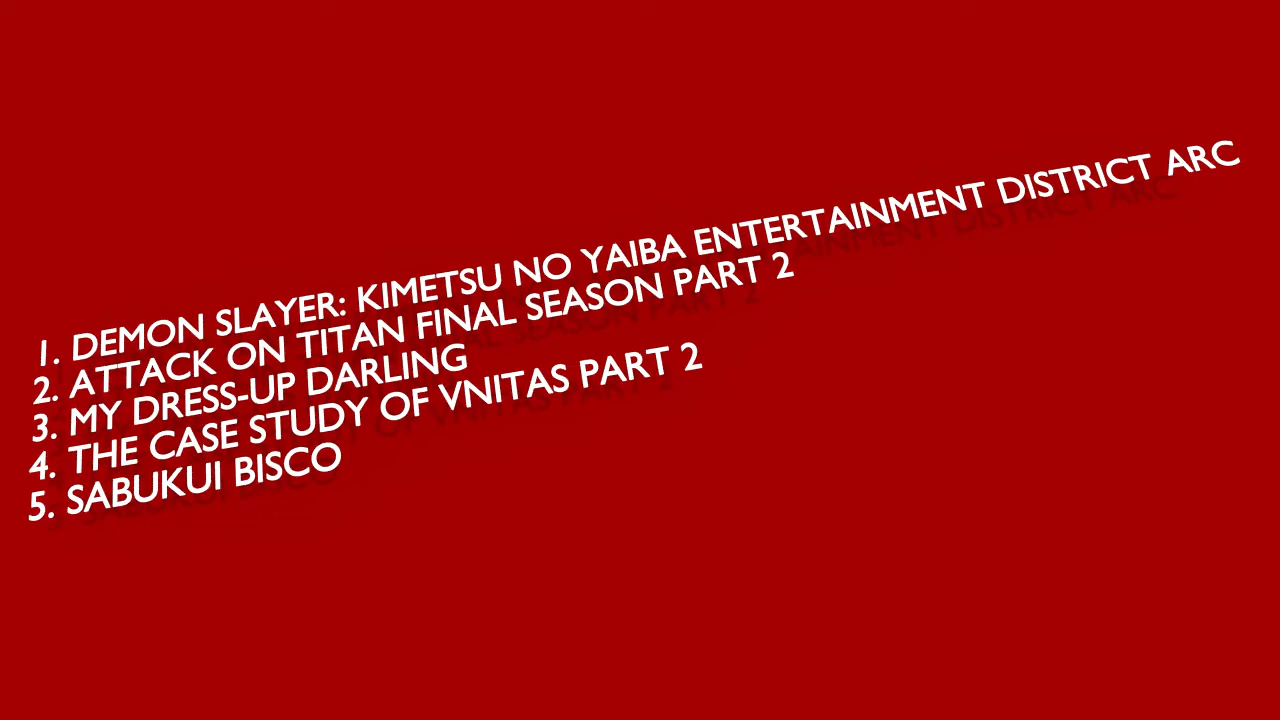 1. DEMON SLAYER: KIMETSU NO YAIBA ENTERTAINMENT DISTRICT ARC
2. ATTACK ON TITAN FINAL SEASON PART 2
3. MY DRESS-UP DARLING
4. THE CASE STUDY OF VNITAS PART 2
5. SABUKUI BISCO